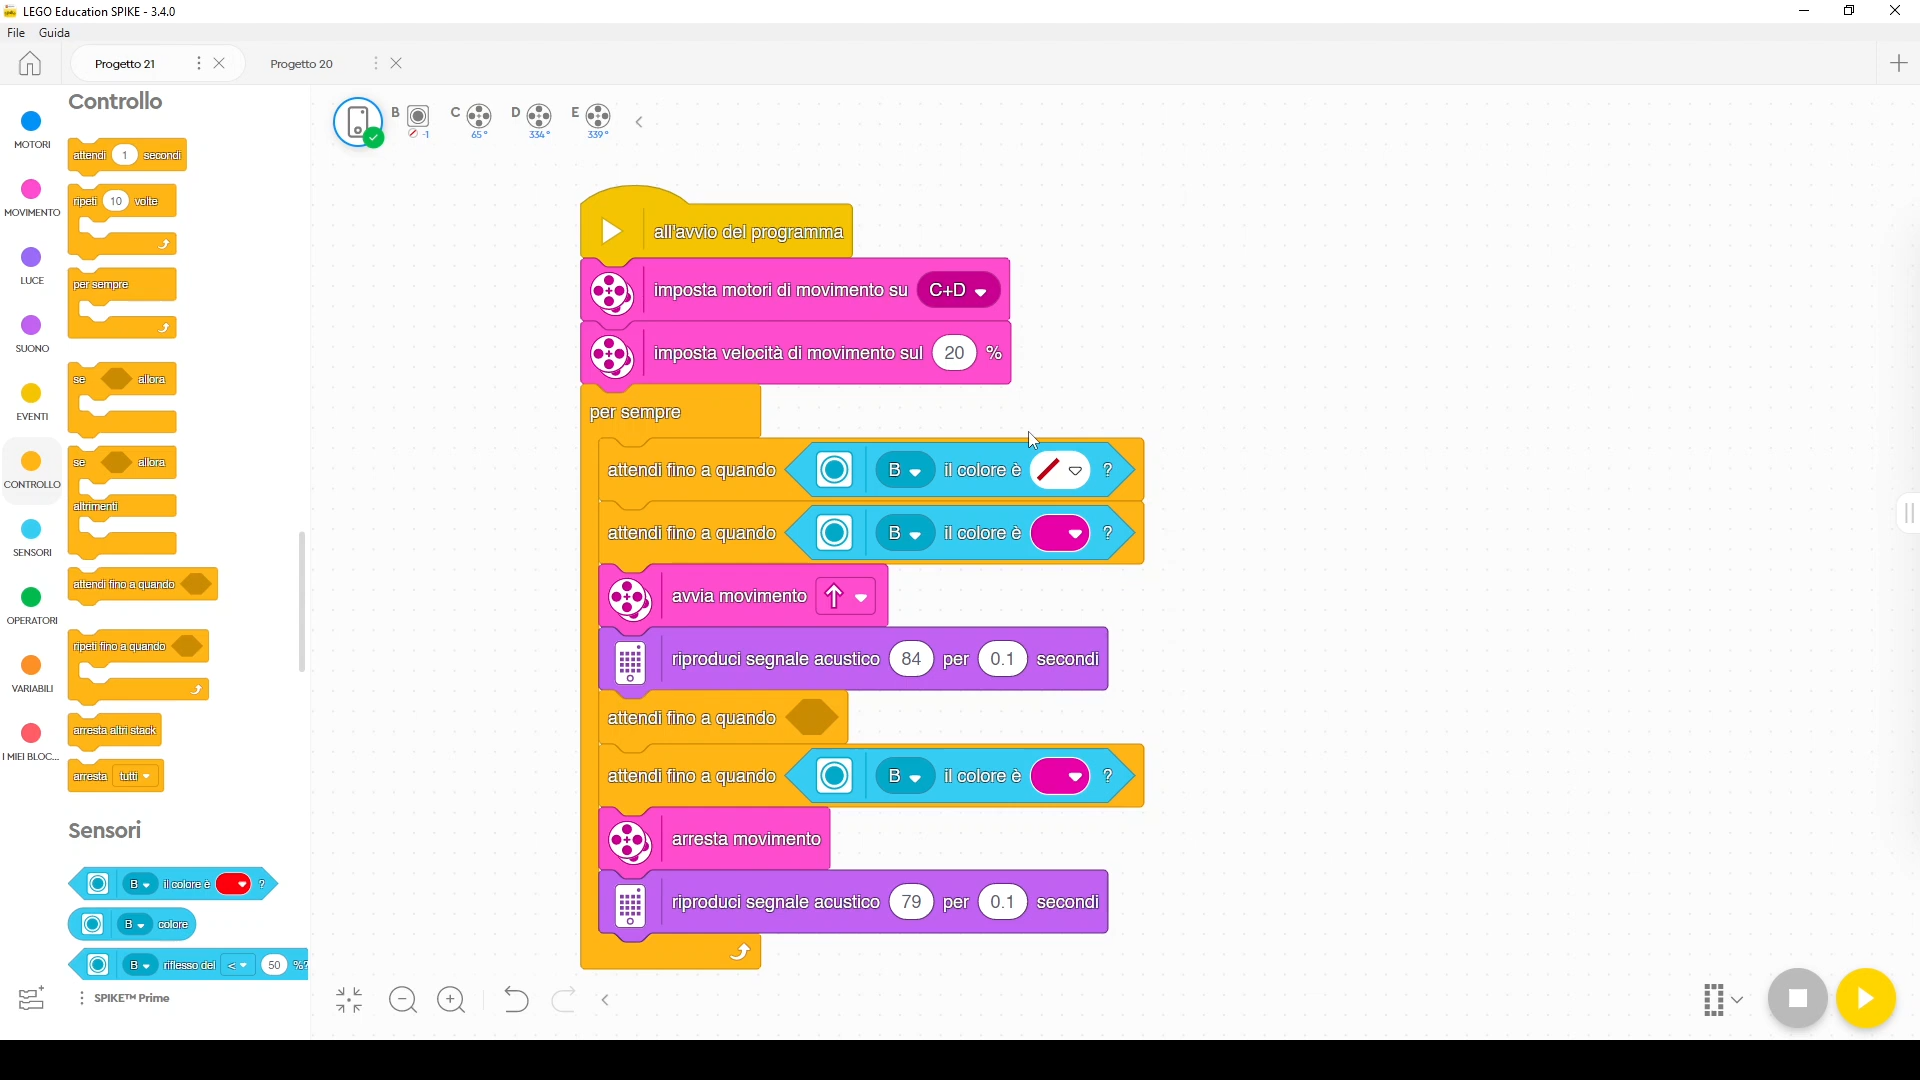 LEGO Education SPIKE - 3.4.0
File Guida
Progetto 21
Progetto 20
Controllo
MOTORI
MOVIMENTO
LUCE
SUONO
EVENTI
CONTROLLO
SENSORI
OPERATORI
VARIABILI
I MIEI BLOC...
attendi 1 secondi
ripeti 10 volte
per sempre
se allora
se allora
altrimenti
attendi fino a quando
ripeti fino a quando
arresta altri stack
arresta tutti
Sensori
B il colore è ?
B colore
B riflesso del < 50 %?
SPIKE™ Prime
B -1
C 65°
D 334°
E 339°
all'avvio del programma
imposta motori di movimento su C+D
imposta velocità di movimento sul 20 %
per sempre
attendi fino a quando B il colore è ?
attendi fino a quando B il colore è ?
avvia movimento
riproduci segnale acustico 84 per 0.1 secondi
attendi fino a quando
attendi fino a quando B il colore è ?
arresta movimento
riproduci segnale acustico 79 per 0.1 secondi